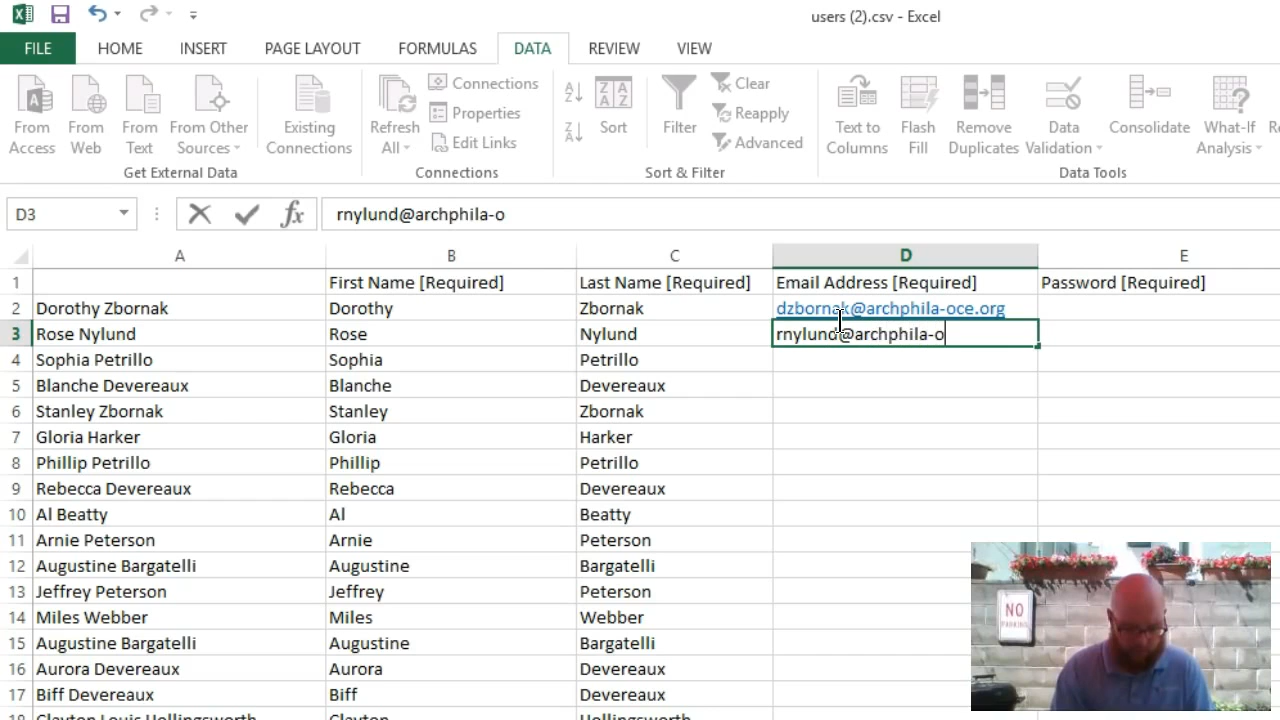 users (2).csv - Excel
FILE HOME INSERT PAGE LAYOUT FORMULAS DATA REVIEW VIEW
From Access
From Web
From Text
From Other Sources
Existing Connections
Get External Data
Refresh All
Connections
Properties
Edit Links
Connections
Sort
Filter
Clear
Reapply
Advanced
Sort & Filter
Text to Columns
Flash Fill
Remove Duplicates
Data Validation
Consolidate
What-If Analysis
Data Tools
D3 rnylund@archphila-o
A B C D E
1 First Name [Required] Last Name [Required] Email Address [Required] Password [Required]
2 Dorothy Zbornak Dorothy Zbornak dzbornak@archphila-oce.org
3 Rose Nylund Rose Nylund rnylund@archphila-o
4 Sophia Petrillo Sophia Petrillo
5 Blanche Devereaux Blanche Devereaux
6 Stanley Zbornak Stanley Zbornak
7 Gloria Harker Gloria Harker
8 Phillip Petrillo Phillip Petrillo
9 Rebecca Devereaux Rebecca Devereaux
10 Al Beatty Al Beatty
11 Arnie Peterson Arnie Peterson
12 Augustine Bargatelli Augustine Bargatelli
13 Jeffrey Peterson Jeffrey Peterson
14 Miles Webber Miles Webber
15 Augustine Bargatelli Augustine Bargatelli
16 Aurora Devereaux Aurora Devereaux
17 Biff Devereaux Biff Devereaux
18 Clayton Louis Hollingsworth Clayton Hollingsworth
NO
PARKING